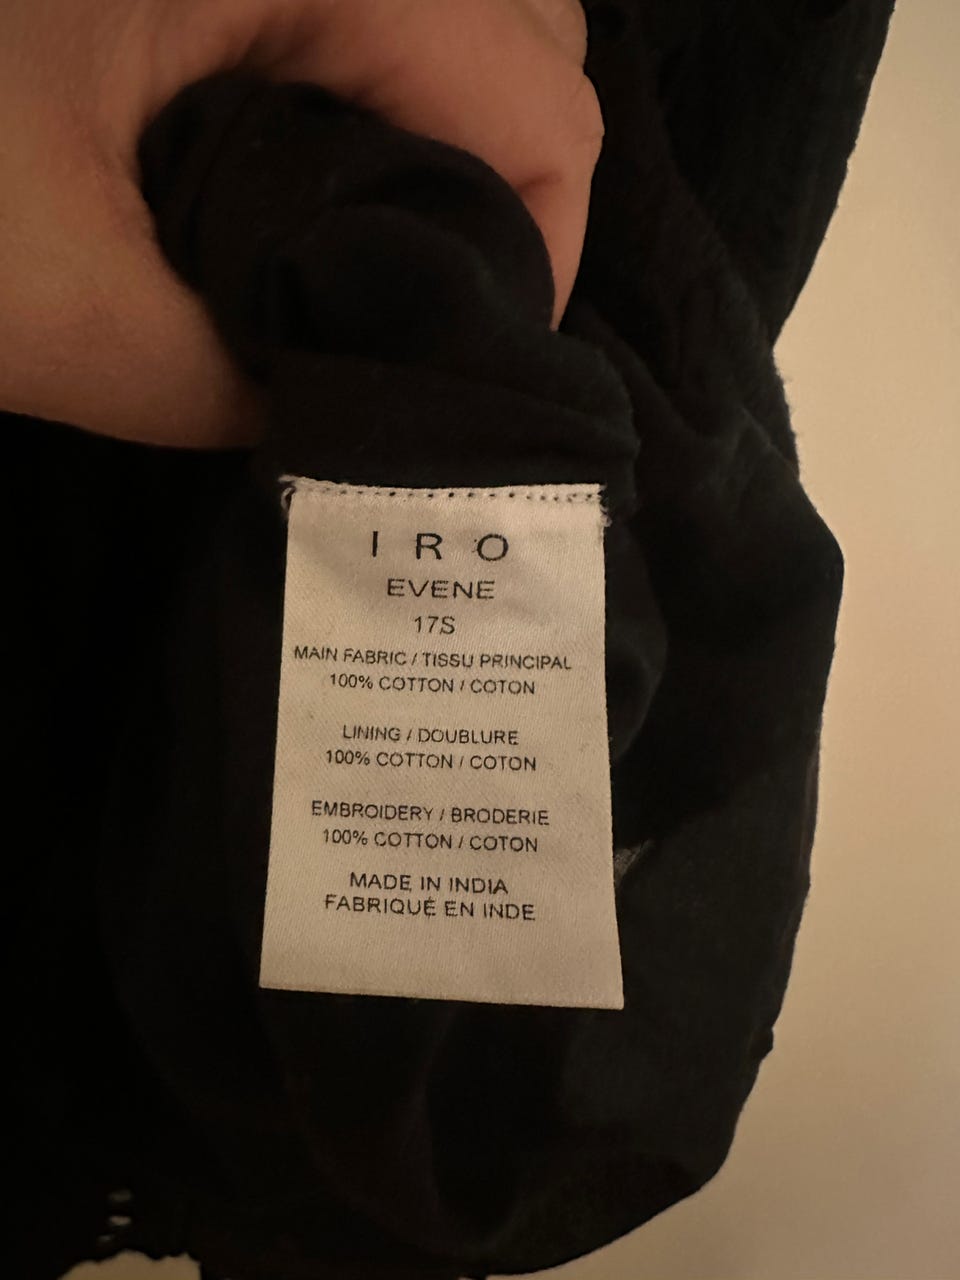 IRO
EVENE
17S
MAIN FABRIC / TISSU PRINCIPAL
100% COTTON / COTON
LINING / DOUBLURE
100% COTTON / COTON
EMBROIDERY / BRODERIE
100% COTTON / COTON
MADE IN INDIA
FABRIQUÉ EN INDE